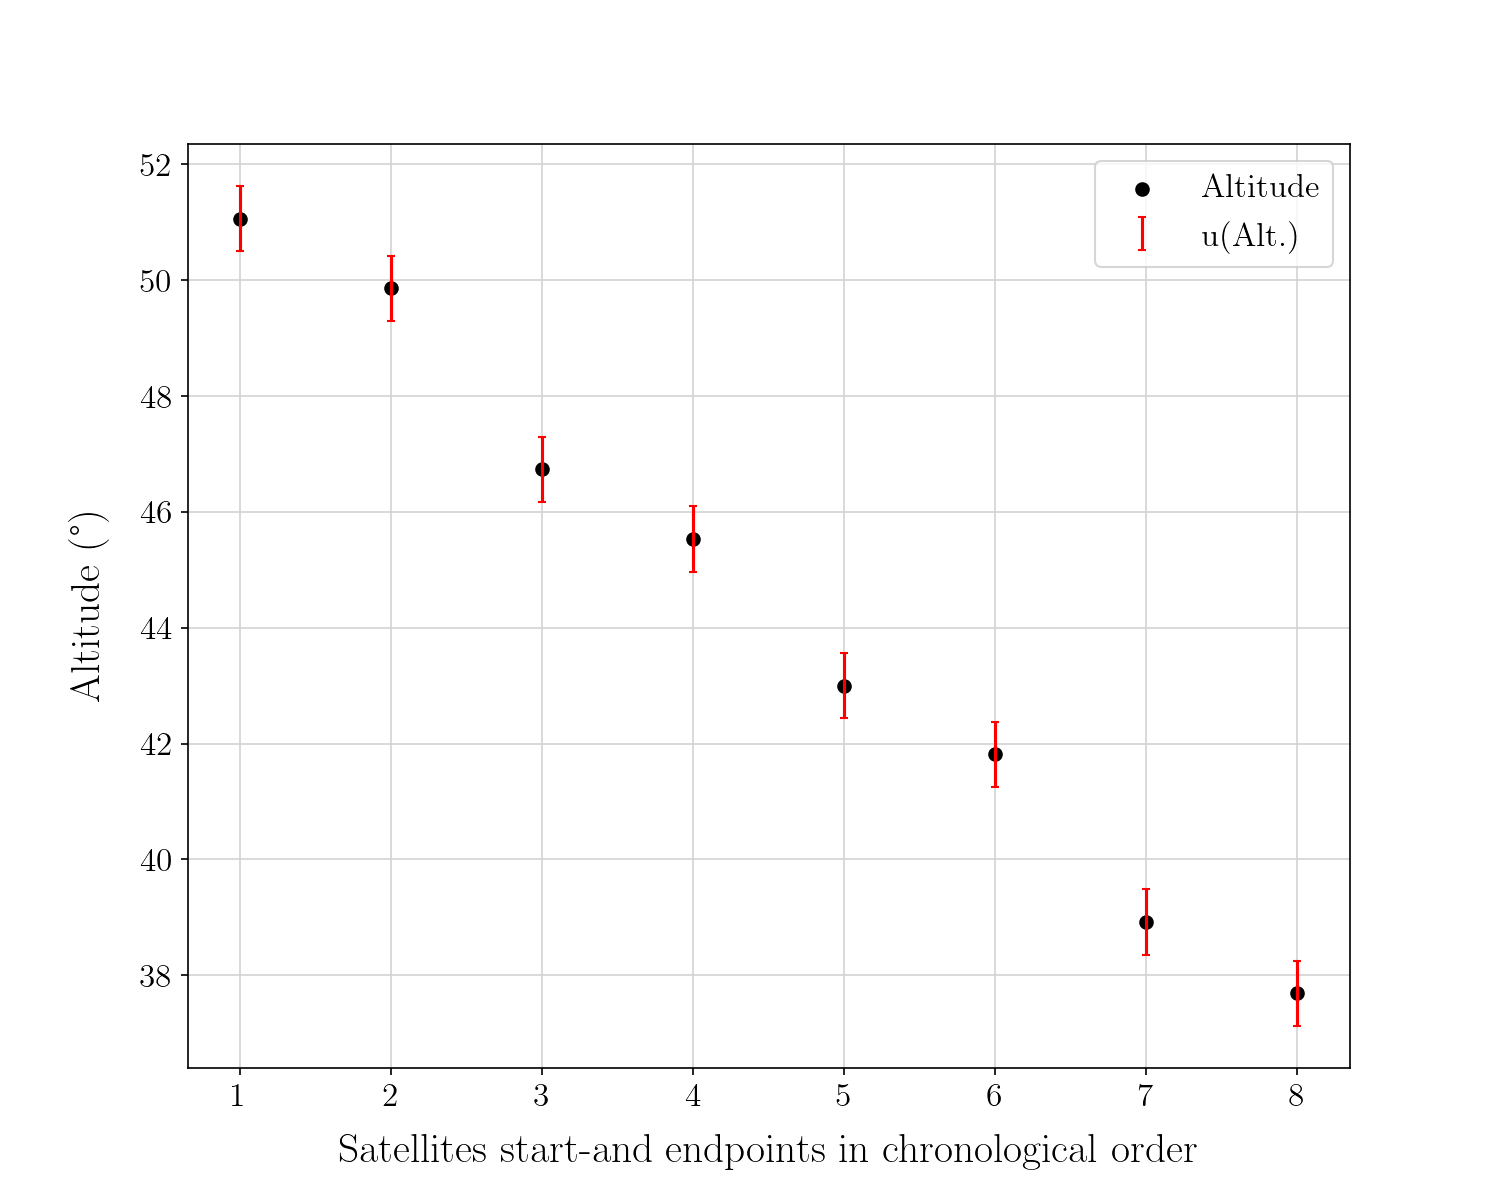 52
50
48
46
44
42
40
38
Altitude (°)
Altitude
u(Alt.)
1 2 3 4 5 6 7 8
Satellites start-and endpoints in chronological order